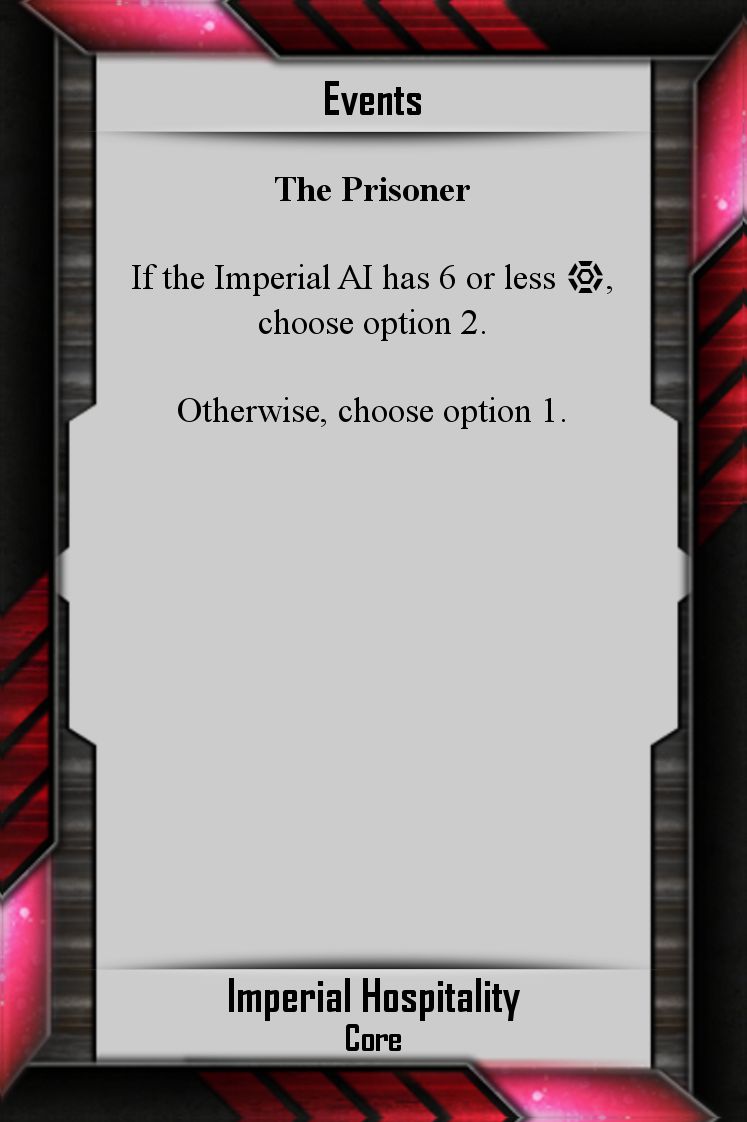 Events
The Prisoner
If the Imperial AI has 6 or less ,
choose option 2.
Otherwise, choose option 1.
Imperial Hospitality
Core